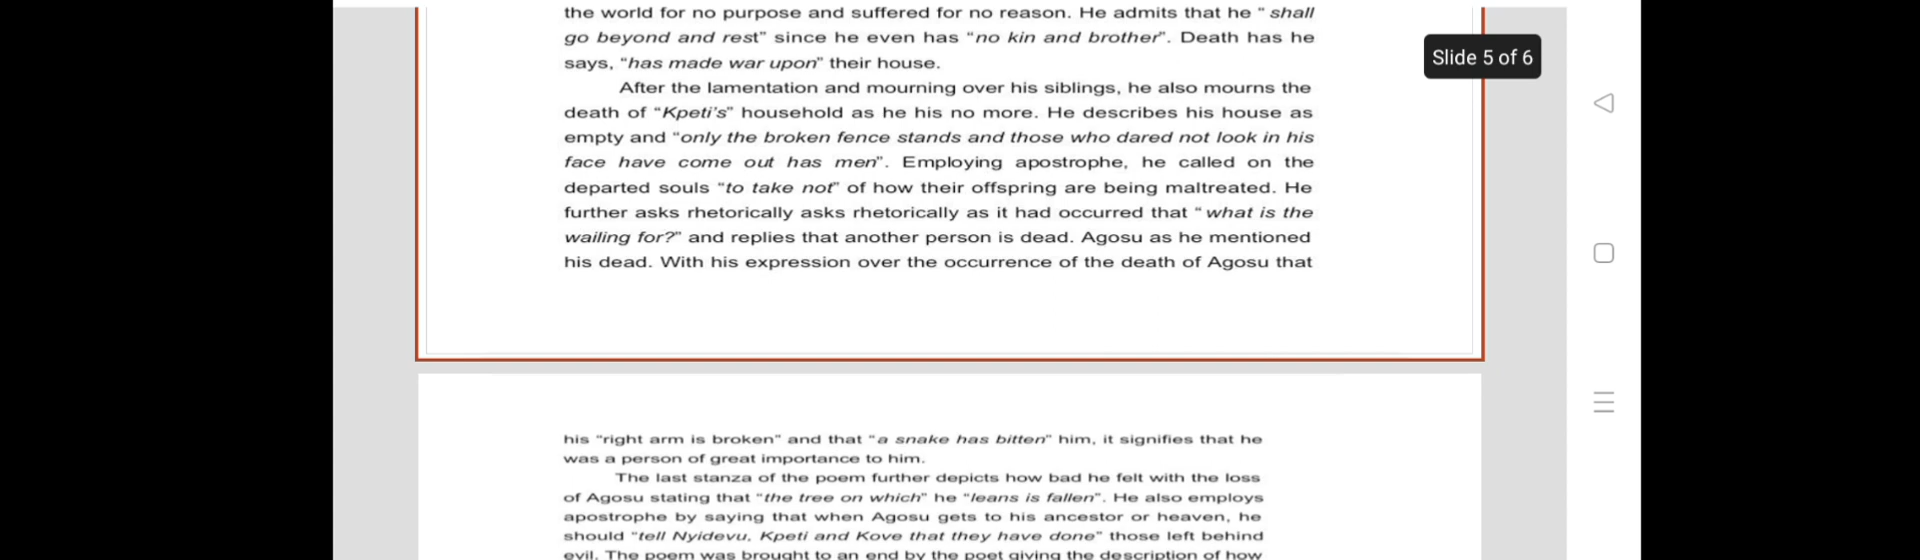 the world for no purpose and suffered for no reason. He admits that he “shall
go beyond and rest” since he even has “no kin and brother”. Death has he
says, “has made war upon” their house.
After the lamentation and mourning over his siblings, he also mourns the
death of “Kpeti’s” household as he his no more. He describes his house as
empty and “only the broken fence stands and those who dared not look in his
face have come out has men”. Employing apostrophe, he called on the
departed souls “to take not” of how their offspring are being maltreated. He
further asks rhetorically asks rhetorically as it had occurred that “what is the
wailing for?” and replies that another person is dead. Agosu as he mentioned
his dead. With his expression over the occurrence of the death of Agosu that
Slide 5 of 6
his “right arm is broken” and that “a snake has bitten” him, it signifies that he
was a person of great importance to him.
The last stanza of the poem further depicts how bad he felt with the loss
of Agosu stating that “the tree on which” he “leans is fallen”. He also employs
apostrophe by saying that when Agosu gets to his ancestor or heaven, he
should “tell Nyidevu, Kpeti and Kove that they have done” those left behind
evil. The poem was brought to an end by the poet giving the description of how